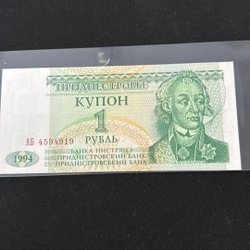 ПРИДНЕСТРОВЬЕ
КУПОН
1
РУБЛЬ
АБ 4594919
1994
БАНКА НИСТРЯНЭ
ПРИДНЕСТРОВСКИЙ БАНК
ПРИДНІСТРОВСЬКИЙ БАНК